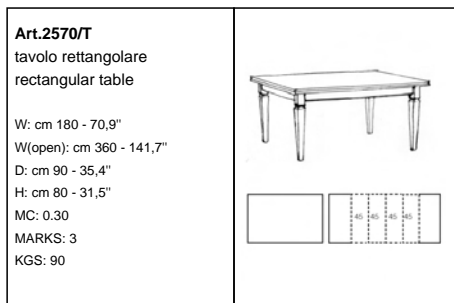 Art.2570/T
tavolo rettangolare
rectangular table
W: cm 180 - 70,9"
W(open): cm 360 - 141,7"
D: cm 90 - 35,4"
H: cm 80 - 31,5"
MC: 0.30
MARKS: 3
KGS: 90
45 45 45 45